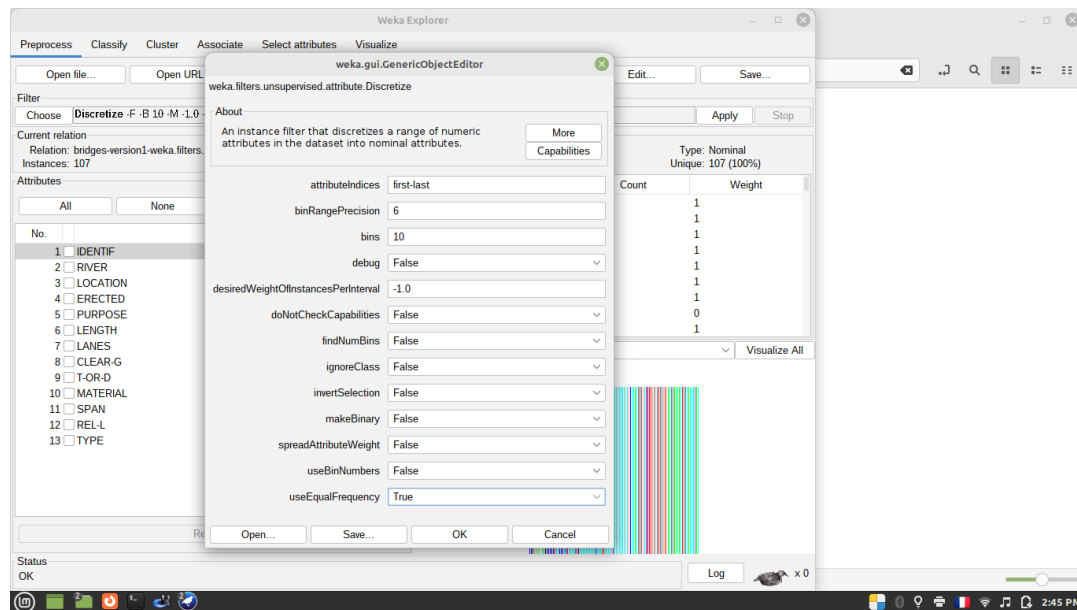 Weka Explorer
Preprocess Classify Cluster Associate Select attributes Visualize
Open file... Open URL Edit... Save...
weka.gui.GenericObjectEditor
weka.filters.unsupervised.attribute.Discretize
Filter
Choose Discretize -F -B 10 -M -1.0 Apply Stop
About
An instance filter that discretizes a range of numeric
attributes in the dataset into nominal attributes.
More
Capabilities
Current relation
Relation: bridges-version1-weka.filters. Type: Nominal
Instances: 107 Unique: 107 (100%)
Attributes
All None
No.
1 IDENTIF
2 RIVER
3 LOCATION
4 ERECTED
5 PURPOSE
6 LENGTH
7 LANES
8 CLEAR-G
9 T-OR-D
10 MATERIAL
11 SPAN
12 REL-L
13 TYPE
Re
attributeIndices first-last
binRangePrecision 6
bins 10
debug False
desiredWeightOfInstancesPerInterval -1.0
doNotCheckCapabilities False
findNumBins False
ignoreClass False
invertSelection False
makeBinary False
spreadAttributeWeight False
useBinNumbers False
useEqualFrequency True
Open... Save... OK Cancel
Count Weight
1
1
1
1
1
1
1
0
1
Visualize All
Status
OK
Log x 0
2:45 PM